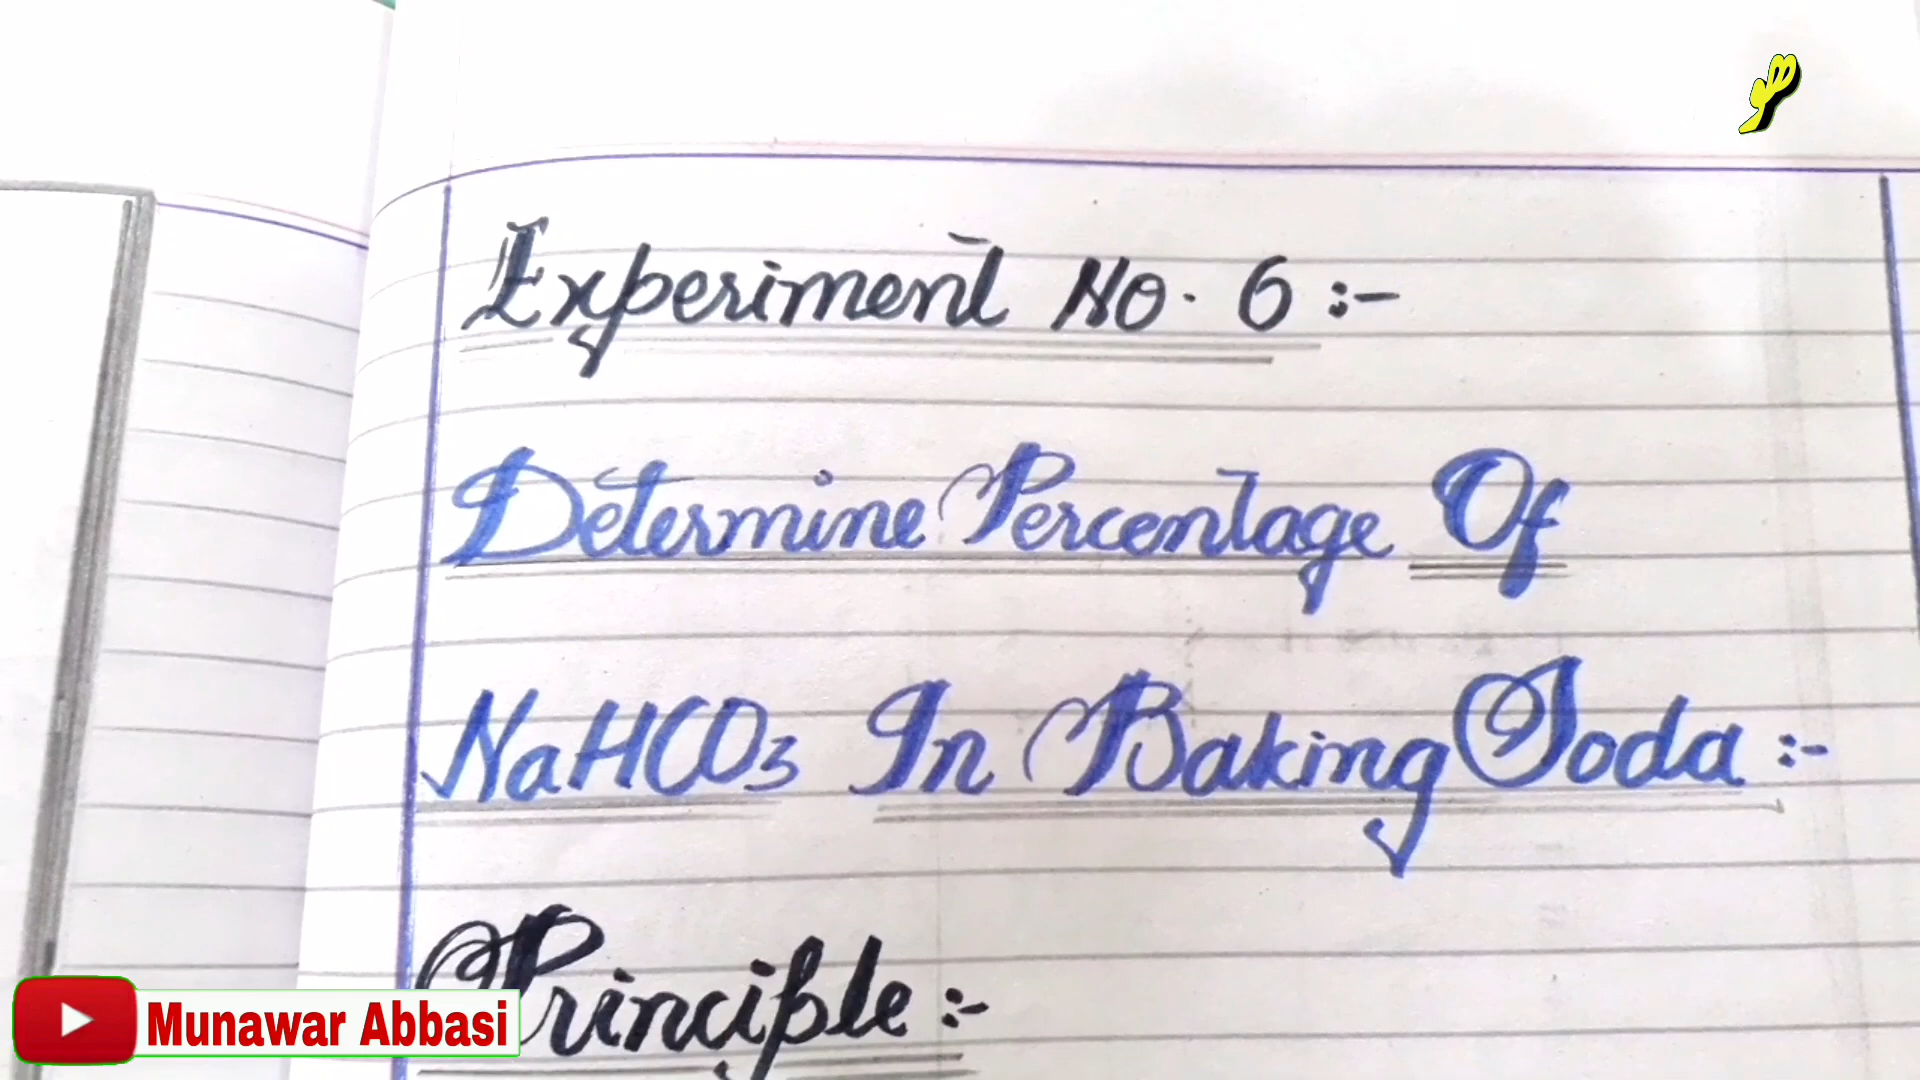 Experiment No. 6 :-
Determine Percentage Of
NaHCO3 In Baking Soda :-
Principle :-
Munawar Abbasi